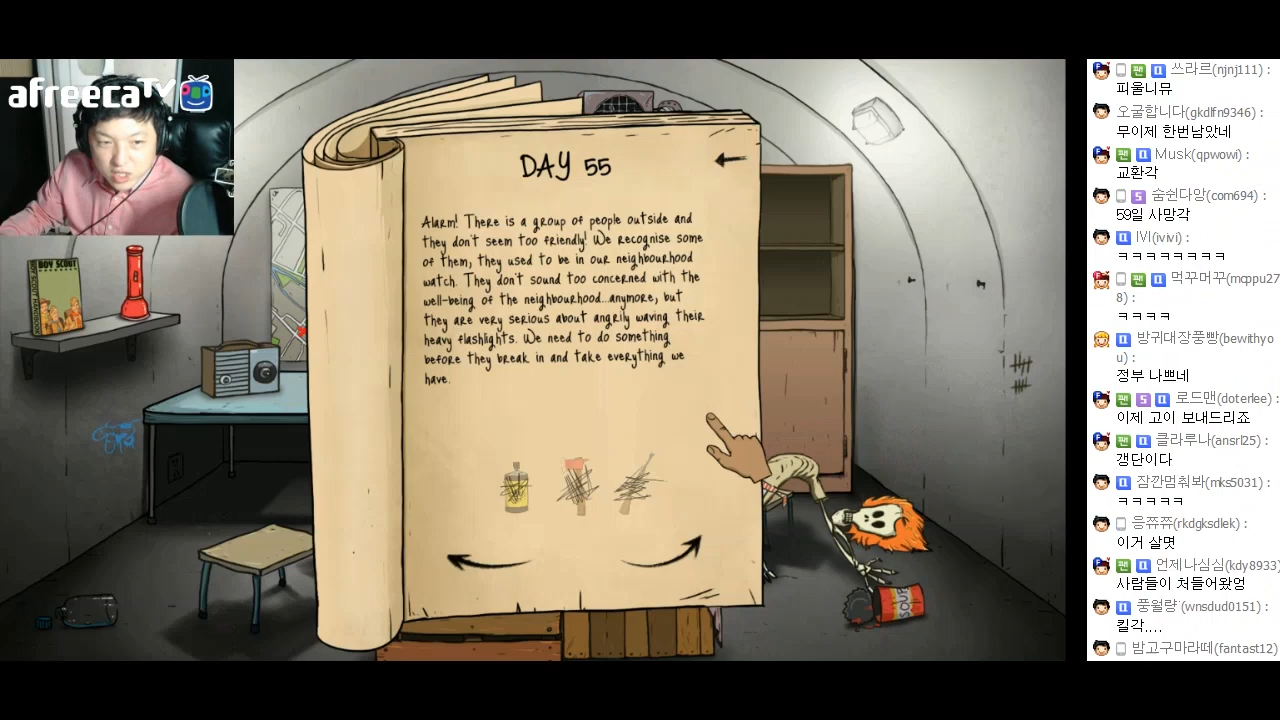 afreecaTV
DAY 55
Alarm! There is a group of people outside and
they don't seem too friendly! We recognise some
of them, they used to be in our neighbourhood
watch. They don't sound too concerned with the
well-being of the neighbourhood...anymore, but
they are very serious about angrily waving their
heavy flashlights. We need to do something
before they break in and take everything we
have.
BOY SCOUT
SOUP
쓰라르(njnj111) :
피울니뮤
오굴합니다(gkdlfn9346) :
무이제 한번남았네
팬 Musk(qpwowi) :
교환각
S 숨쉰다앙(com694) :
59일 사망각
IVI(ivivi) :
ㅋㅋㅋㅋㅋㅋㅋㅋ
팬 먹꾸머꾸(mqpu27
8) :
ㅋㅋㅋㅋ
방귀대장풍빵(bewithyo
u) :
정부 나쁘네
팬 S 로드맨(doterlee) :
이제 고이 보내드리죠
팬 클라루나(ansrl25) :
갱단이다
잠깐멈춰봐(mks5031) :
ㅋㅋㅋㅋㅋ
응쮸쮸(rkdgksdlek) :
이거 살몃
팬 언제나심심(kdy8933)
사람들이 처들어왔엉
풍월량'(wnsdud0151) :
킬각....
밤고구마라떼(fantast12)